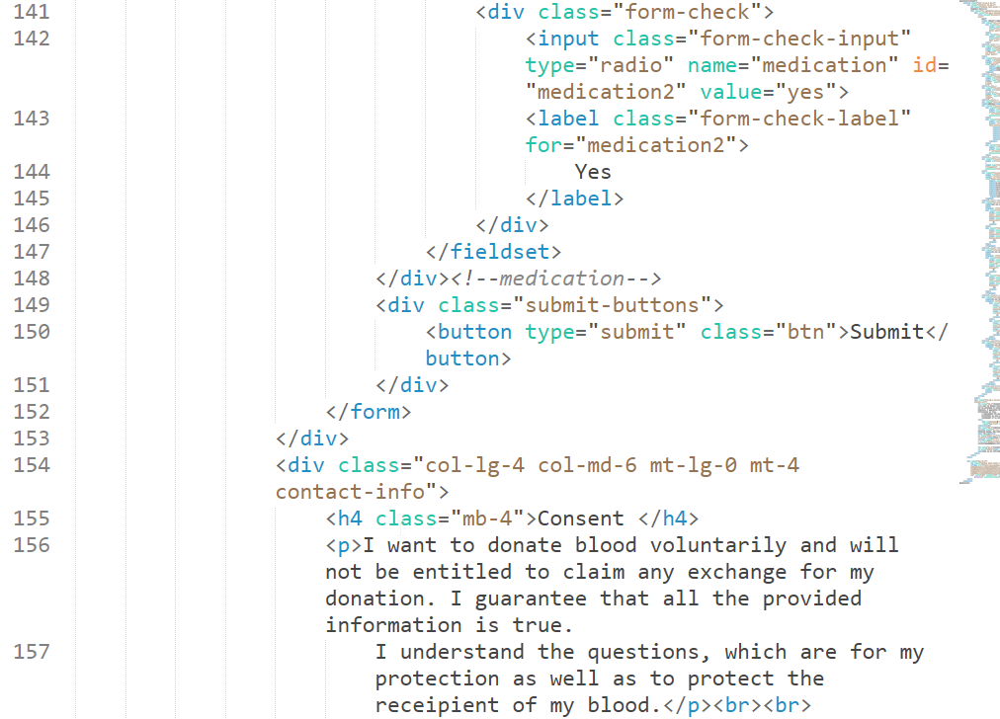 141 <div class="form-check">
142 <input class="form-check-input"
type="radio" name="medication" id=
"medication2" value="yes">
143 <label class="form-check-label"
for="medication2">
144 Yes
145 </label>
146 </div>
147 </fieldset>
148 </div><!--medication-->
149 <div class="submit-buttons">
150 <button type="submit" class="btn">Submit</
button>
151 </div>
152 </form>
153 </div>
154 <div class="col-lg-4 col-md-6 mt-lg-0 mt-4
contact-info">
155 <h4 class="mb-4">Consent </h4>
156 <p>I want to donate blood voluntarily and will
not be entitled to claim any exchange for my
donation. I guarantee that all the provided
information is true.
157 I understand the questions, which are for my
protection as well as to protect the
receipient of my blood.</p><br><br>